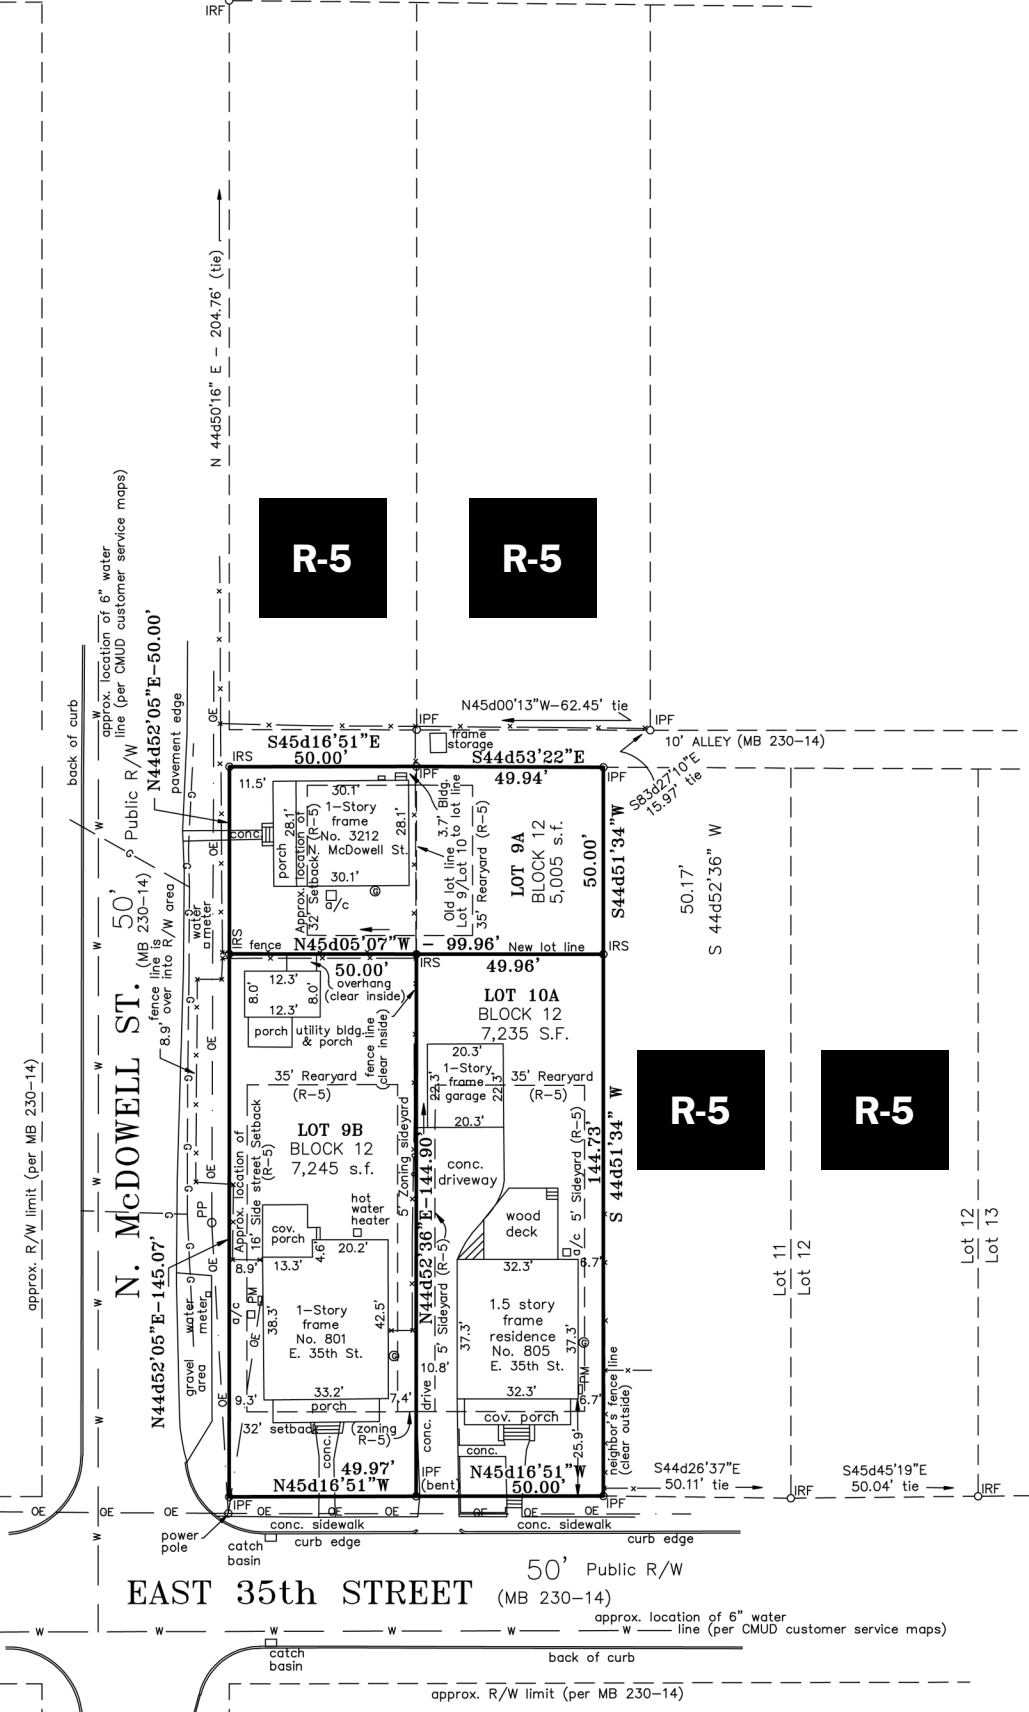 IRF
N 44d50'16" E - 204.76' (tie)
R-5
R-5
approx. location of 6" water
line (per CMUD customer service maps)
N44d52'05"E-50.00'
back of curb
pavement edge
N45d00'13"W-62.45' tie
IPF
IPF
frame
storage
10' ALLEY (MB 230-14)
S83d27'10"E
15.97' tie
S45d16'51"E
50.00'
S44d53'22"E
49.94'
IRS
IPF
IPF
11.5'
30.1'
1-Story
frame
No. 3212
N. McDowell St.
28.1'
28.1'
30.1'
porch
conc.
a/c
G
Approx. location of
32' Setback (R-5)
3.7' Bldg.
to lot line
Old lot line
Lot 9/Lot 10
35' Rearyard (R-5)
LOT 9A
BLOCK 12
5,005 s.f.
50.00'
S44d51'34"W
50.17'
S 44d52'36" W
50'
Public R/W
(MB 230-14)
fence line is
8.9' over into R/W area
water
meter
IRS
fence
N45d05'07"W - 99.96'
New lot line
IRS
50.00'
IRS
49.96'
overhang
(clear inside)
12.3'
8.0'
8.0'
12.3'
porch
utility bldg.
& porch
fence line
(clear inside)
LOT 10A
BLOCK 12
7,235 S.F.
20.3'
1-Story
frame
garage
22.3'
22.3'
20.3'
35' Rearyard
(R-5)
35' Rearyard
(R-5)
R-5
R-5
N. McDOWELL ST.
approx. R/W limit (per MB 230-14)
LOT 9B
BLOCK 12
7,245 s.f.
Approx. location of
16' Side street Setback
(R-5)
5' Zoning sideyard
N44d52'36"E-144.90'
5' Sideyard (R-5)
conc.
driveway
5' Sideyard (R-5)
144.73'
S 44d51'34" W
hot
water
heater
cov.
porch
4.6'
20.2'
13.3'
8.9'
wood
deck
a/c
6.7'
32.3'
PP
N44d52'05"E-145.07'
a/c
PM
38.3'
1-Story
frame
No. 801
E. 35th St.
42.5'
G
33.2'
9.3'
7.4'
porch
1.5 story
frame
residence
No. 805
E. 35th St.
37.3'
37.3'
G
10.8'
32.3'
PM
6.7'
cov. porch
Lot 11
Lot 12
Lot 12
Lot 13
water
meter
gravel
area
32' setback
(zoning
R-5)
conc.
conc. drive
conc.
25.9'
neighbor's fence line
(clear outside)
49.97'
N45d16'51"W
IPF
(bent)
N45d16'51"W
50.00'
S44d26'37"E
50.11' tie
S45d45'19"E
50.04' tie
IRF
IRF
IPF
IPF
OE OE OE OE OE OE OE
power
pole
conc. sidewalk
conc. sidewalk
curb edge
curb edge
catch
basin
EAST 35th STREET
50' Public R/W
(MB 230-14)
approx. location of 6" water
line (per CMUD customer service maps)
W W W W W W
catch
basin
back of curb
approx. R/W limit (per MB 230-14)